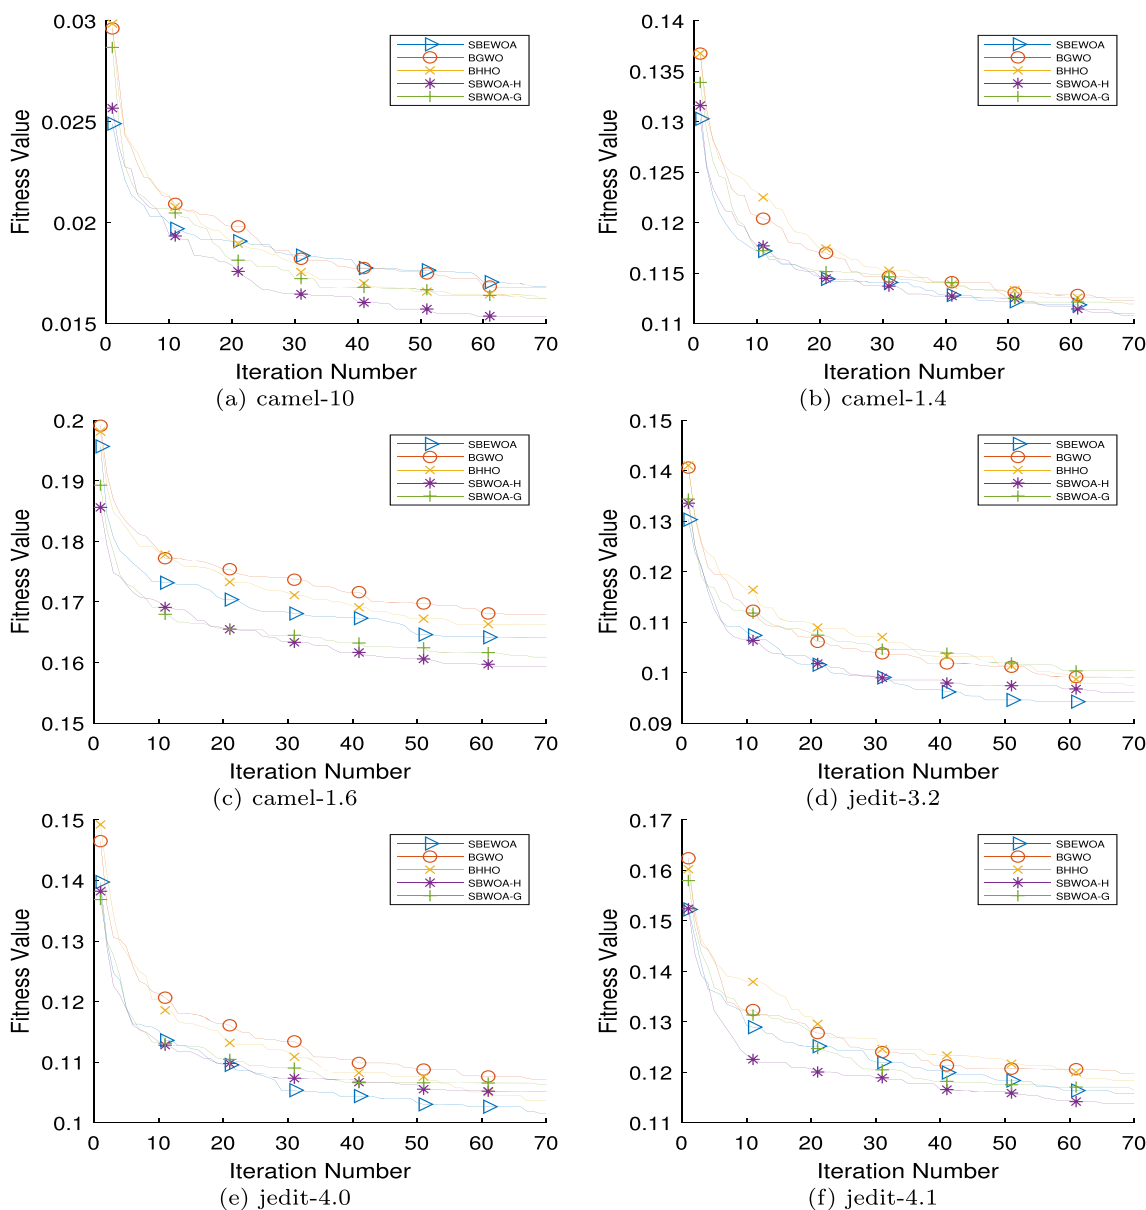 0.03
0.025
0.02
0.015
Fitness Value
SBEWOA
BGWO
BHHO
SBWOA-H
SBWOA-G
0 10 20 30 40 50 60 70
Iteration Number
(a) camel-10
0.14
0.135
0.13
0.125
0.12
0.115
0.11
Fitness Value
SBEWOA
BGWO
BHHO
SBWOA-H
SBWOA-G
0 10 20 30 40 50 60 70
Iteration Number
(b) camel-1.4
0.2
0.19
0.18
0.17
0.16
0.15
Fitness Value
SBEWOA
BGWO
BHHO
SBWOA-H
SBWOA-G
0 10 20 30 40 50 60 70
Iteration Number
(c) camel-1.6
0.15
0.14
0.13
0.12
0.11
0.1
0.09
Fitness Value
SBEWOA
BGWO
BHHO
SBWOA-H
SBWOA-G
0 10 20 30 40 50 60 70
Iteration Number
(d) jedit-3.2
0.15
0.14
0.13
0.12
0.11
0.1
Fitness Value
SBEWOA
BGWO
BHHO
SBWOA-H
SBWOA-G
0 10 20 30 40 50 60 70
Iteration Number
(e) jedit-4.0
0.17
0.16
0.15
0.14
0.13
0.12
0.11
Fitness Value
SBEWOA
BGWO
BHHO
SBWOA-H
SBWOA-G
0 10 20 30 40 50 60 70
Iteration Number
(f) jedit-4.1